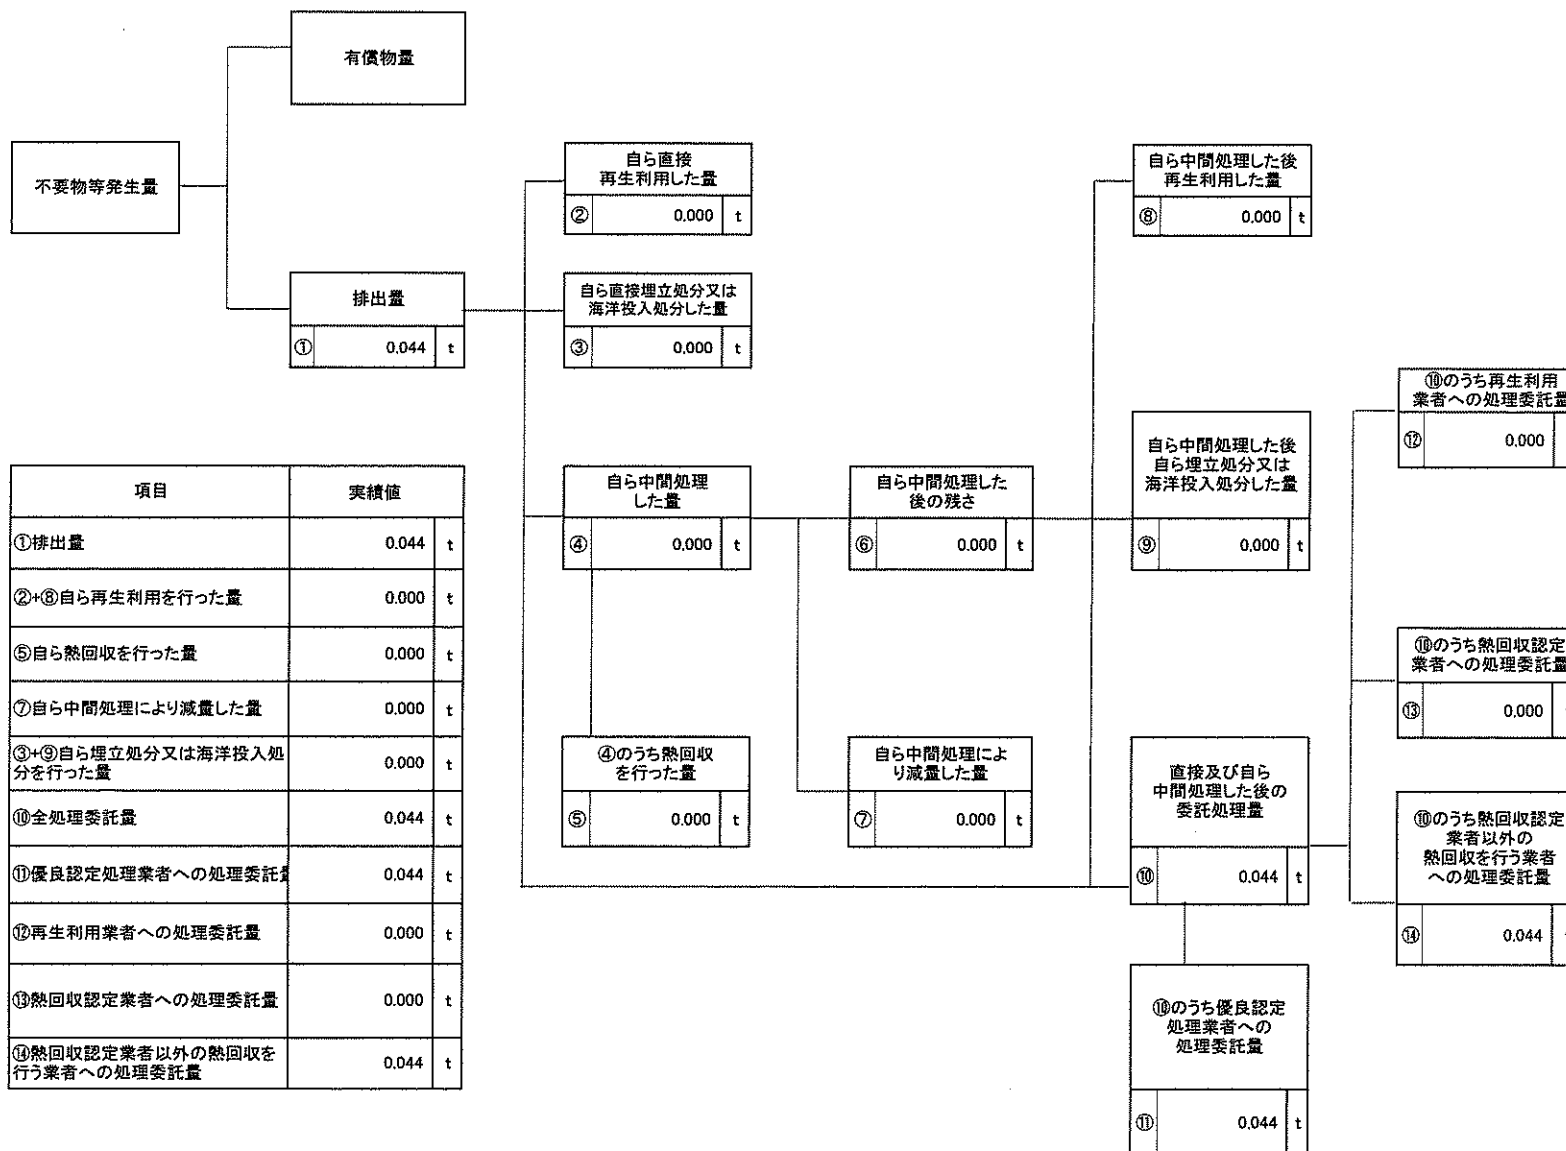 有償物量
不要物等発生量
排出量
① 0.044 t
自ら直接
再生利用した量
② 0.000 t
自ら直接埋立処分又は
海洋投入処分した量
③ 0.000 t
自ら中間処理
した量
④ 0.000 t
④のうち熱回収
を行った量
⑤ 0.000 t
自ら中間処理した
後の残さ
⑥ 0.000 t
自ら中間処理によ
り減量した量
⑦ 0.000 t
自ら中間処理した後
再生利用した量
⑧ 0.000 t
自ら中間処理した後
自ら埋立処分又は
海洋投入処分した量
⑨ 0.000 t
直接及び自ら
中間処理した後の
委託処理量
⑩ 0.044 t
⑩のうち優良認定
処理業者への
処理委託量
⑪ 0.044 t
⑩のうち再生利用
業者への処理委託量
⑫ 0.000
⑩のうち熱回収認定
業者への処理委託量
⑬ 0.000
⑩のうち熱回収認定
業者以外の
熱回収を行う業者
への処理委託量
⑭ 0.044
項目 実績値
①排出量 0.044 t
②+⑧自ら再生利用を行った量 0.000 t
⑤自ら熱回収を行った量 0.000 t
⑦自ら中間処理により減量した量 0.000 t
③+⑨自ら埋立処分又は海洋投入処
分を行った量 0.000 t
⑩全処理委託量 0.044 t
⑪優良認定処理業者への処理委託量 0.044 t
⑫再生利用業者への処理委託量 0.000 t
⑬熱回収認定業者への処理委託量 0.000 t
⑭熱回収認定業者以外の熱回収を
行う業者への処理委託量 0.044 t